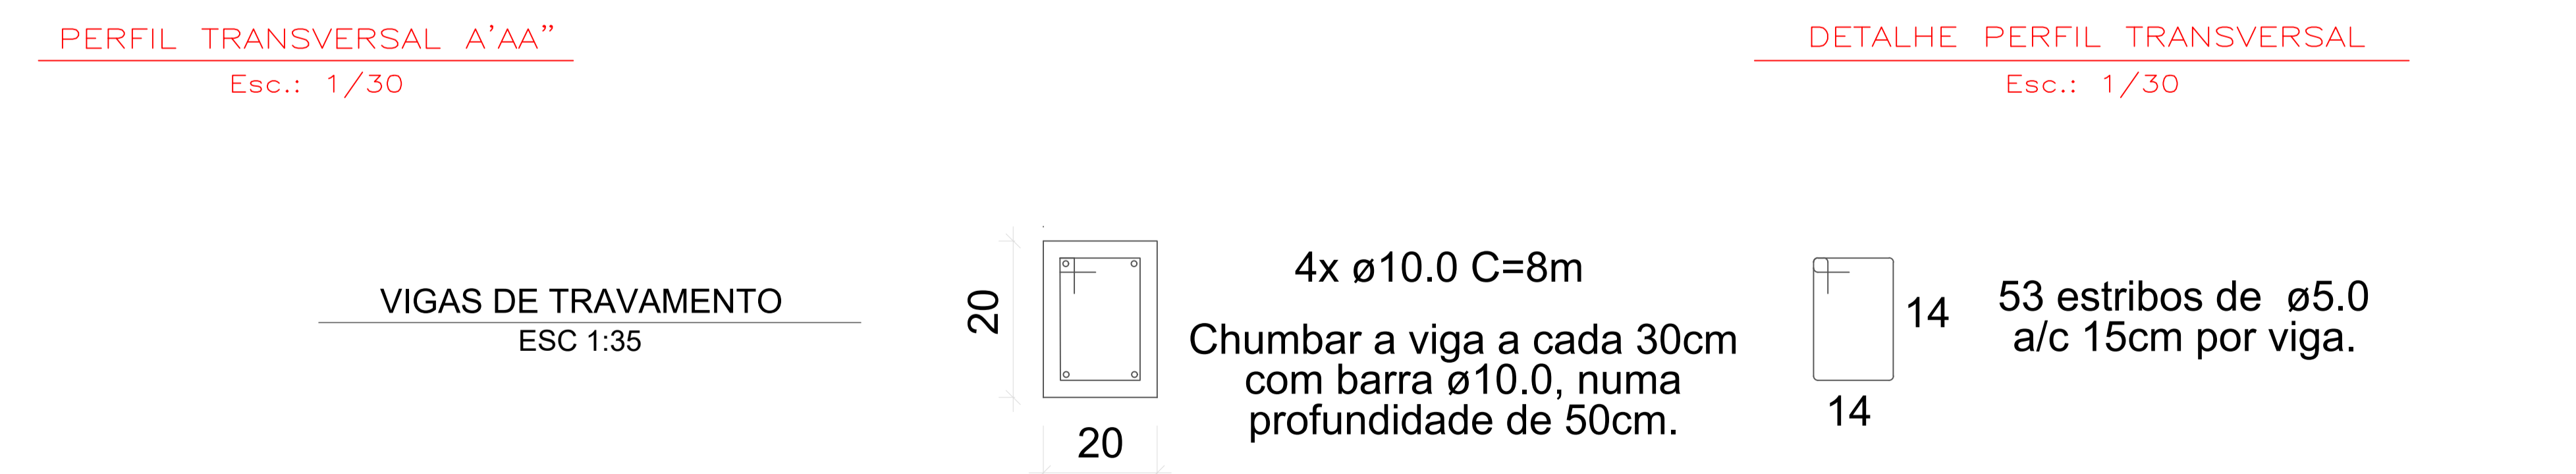 PERFIL TRANSVERSAL A'AA"
Esc.: 1/30
DETALHE PERFIL TRANSVERSAL
Esc.: 1/30
VIGAS DE TRAVAMENTO
ESC 1:35
20
20
4x ø10.0 C=8m
Chumbar a viga a cada 30cm
com barra ø10.0, numa
profundidade de 50cm.
14
14
53 estribos de ø5.0
a/c 15cm por viga.